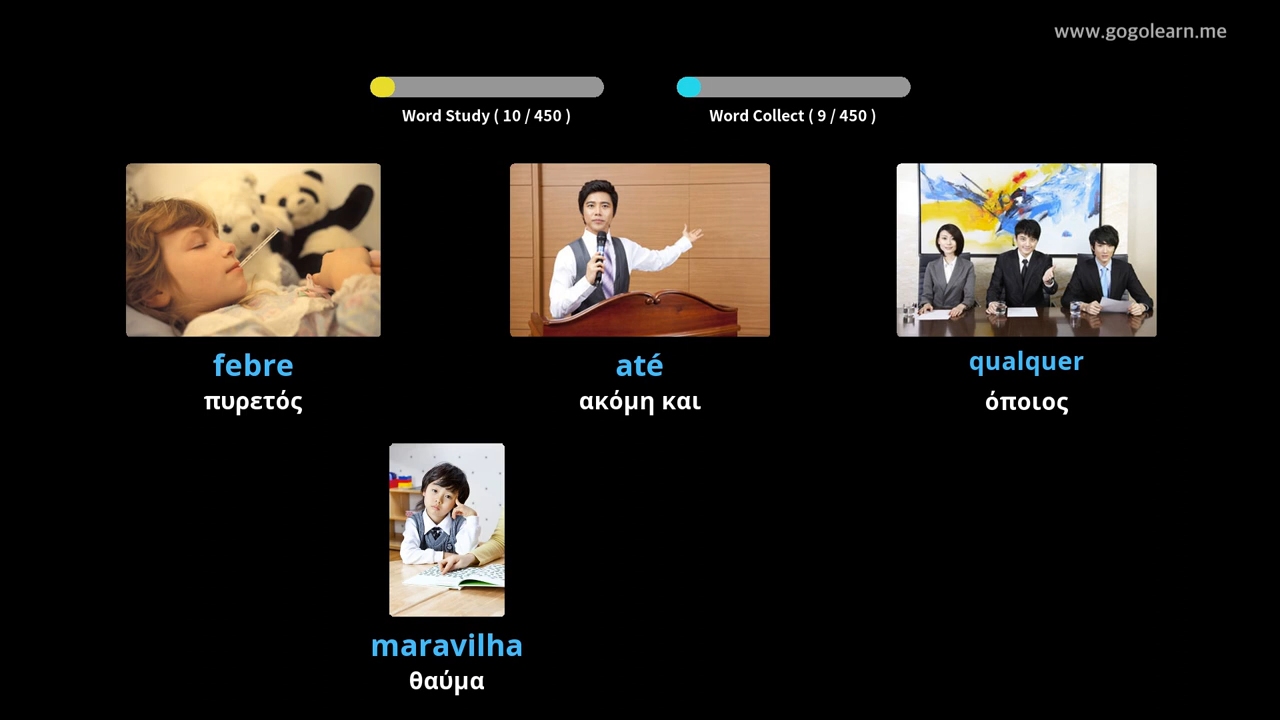 www.gogolearn.me
Word Study ( 10 / 450 )
Word Collect ( 9 / 450 )
febre
até
qualquer
πυρετός
ακόμη και
όποιος
maravilha
θαύμα